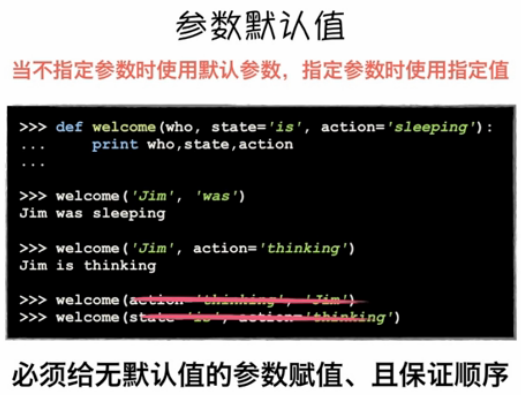 参数默认值
当不指定参数时使用默认参数，指定参数时使用指定值
>>> def welcome(who, state='is', action='sleeping'):
...     print who,state,action
...
>>> welcome('Jim', 'was')
Jim was sleeping
>>> welcome('Jim', action='thinking')
Jim is thinking
>>> welcome(action='thinking', 'Jim')
>>> welcome(state='is', action='thinking')
必须给无默认值的参数赋值、且保证顺序